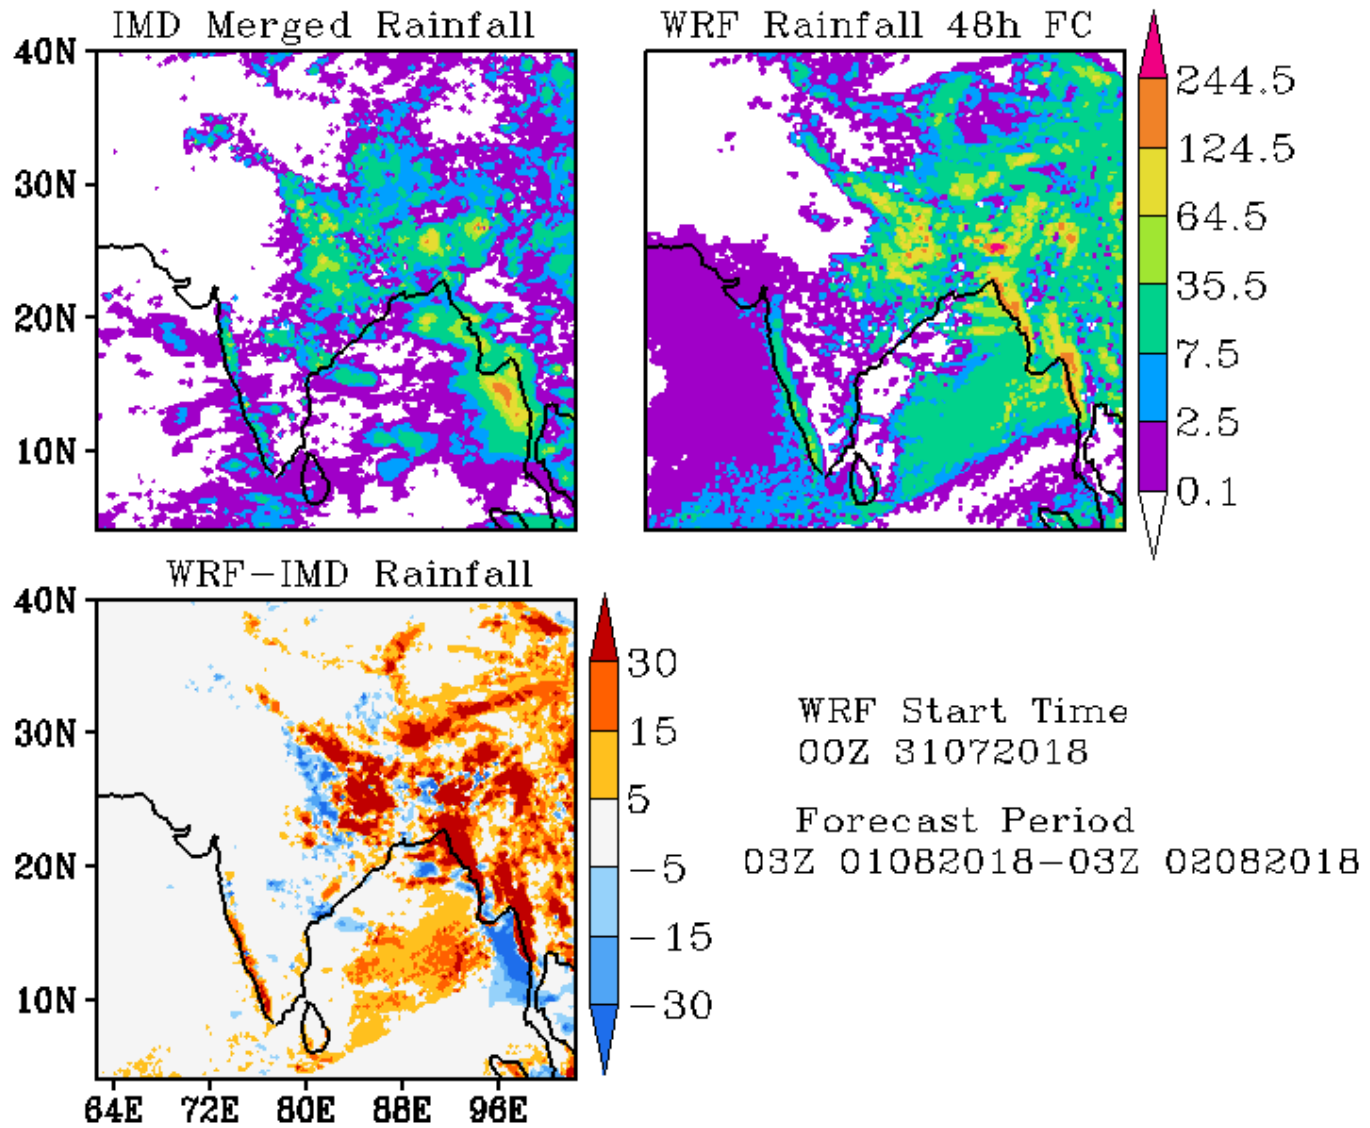 IMD Merged Rainfall
WRF Rainfall 48h FC
40N
30N
20N
10N
244.5
124.5
64.5
35.5
7.5
2.5
0.1
WRF-IMD Rainfall
40N
30N
20N
10N
64E 72E 80E 88E 96E
30
15
5
-5
-15
-30
WRF Start Time
00Z 31072018
Forecast Period
03Z 01082018-03Z 02082018